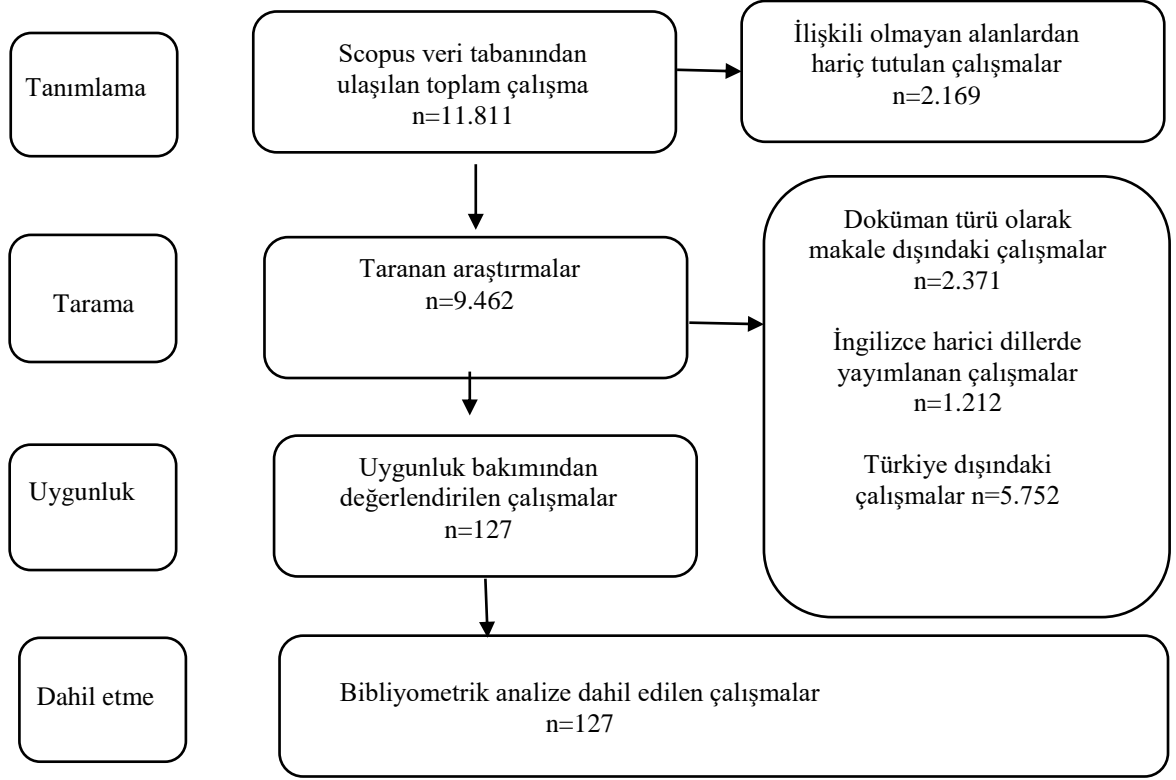 Tanımlama
Scopus veri tabanından
ulaşılan toplam çalışma
n=11.811
İlişkili olmayan alanlardan
hariç tutulan çalışmalar
n=2.169
Tarama
Taranan araştırmalar
n=9.462
Doküman türü olarak
makale dışındaki çalışmalar
n=2.371
İngilizce harici dillerde
yayımlanan çalışmalar
n=1.212
Türkiye dışındaki
çalışmalar n=5.752
Uygunluk
Uygunluk bakımından
değerlendirilen çalışmalar
n=127
Dahil etme
Bibliyometrik analize dahil edilen çalışmalar
n=127